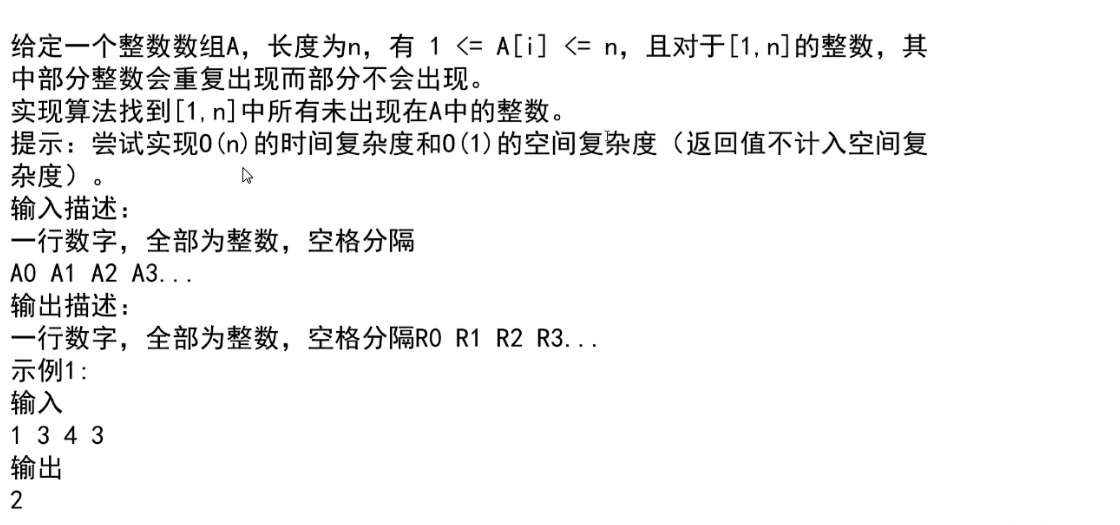 给定一个整数数组A，长度为n，有 1 <= A[i] <= n，且对于[1,n]的整数，其
中部分整数会重复出现而部分不会出现。
实现算法找到[1,n]中所有未出现在A中的整数。
提示：尝试实现O(n)的时间复杂度和O(1)的空间复杂度（返回值不计入空间复
杂度）。
输入描述：
一行数字，全部为整数，空格分隔
A0 A1 A2 A3...
输出描述：
一行数字，全部为整数，空格分隔R0 R1 R2 R3...
示例1:
输入
1 3 4 3
输出
2